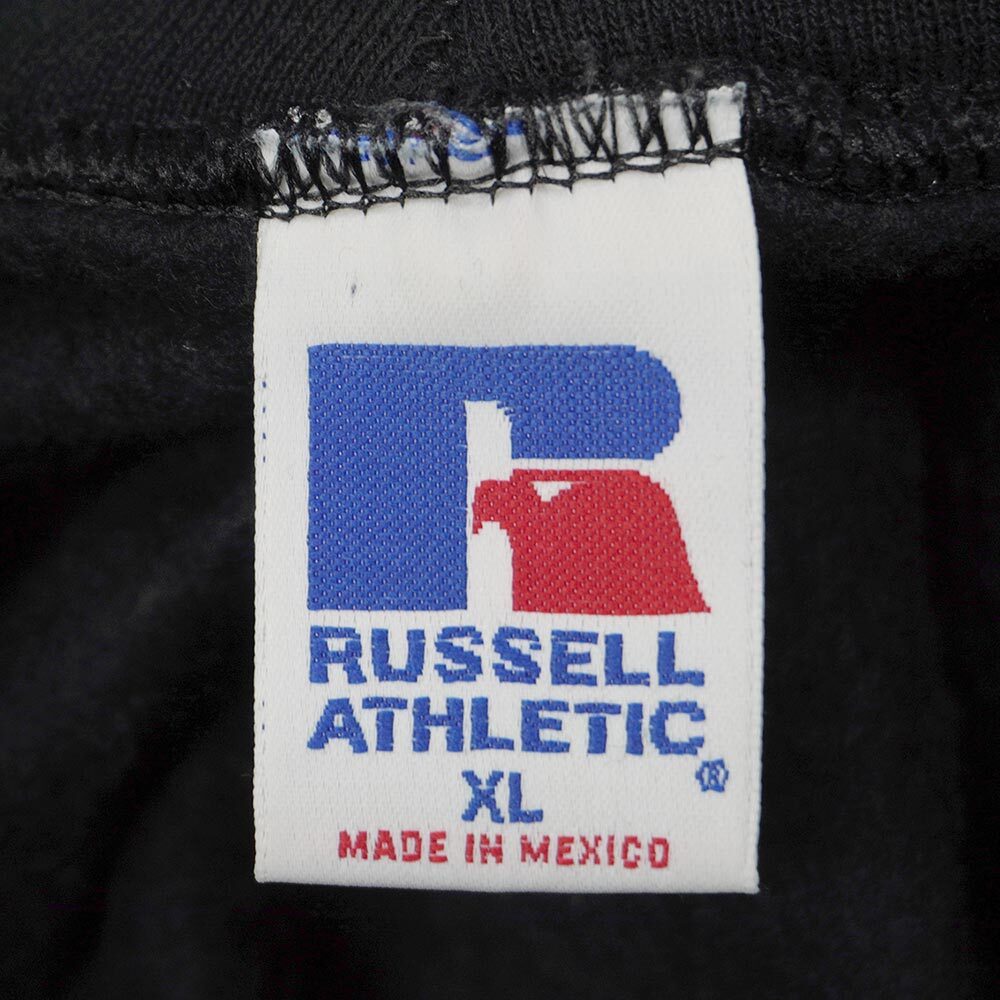 R
RUSSELL
ATHLETIC
®
XL
MADE IN MEXICO